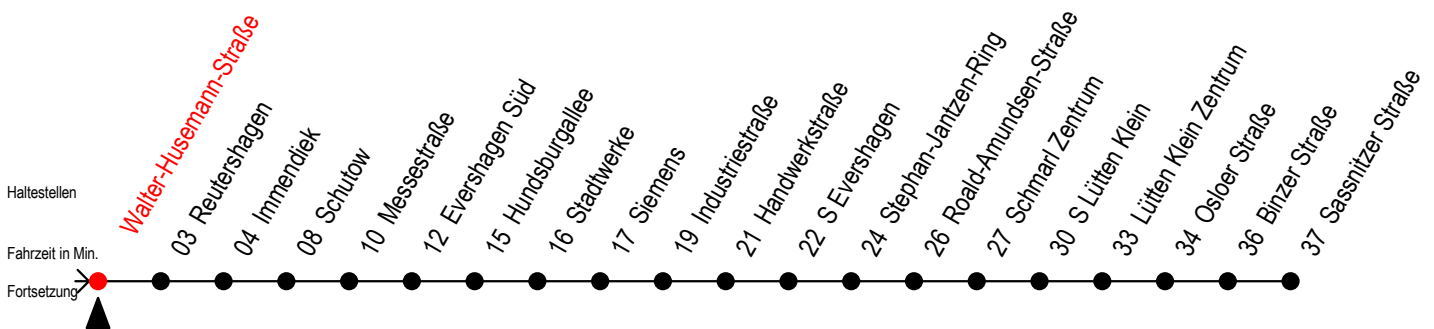 Haltestellen
Fahrzeit in Min.
Fortsetzung
Walter-Husemann-Straße
03 Reutershagen
04 Immendiek
08 Schutow
10 Messestraße
12 Evershagen Süd
15 Hundsburgallee
16 Stadtwerke
17 Siemens
19 Industriestraße
21 Handwerkstraße
22 S Evershagen
24 Stephan-Jantzen-Ring
26 Roald-Amundsen-Straße
27 Schmarl Zentrum
30 S Lütten Klein
33 Lütten Klein Zentrum
34 Osloer Straße
36 Binzer Straße
37 Sassnitzer Straße